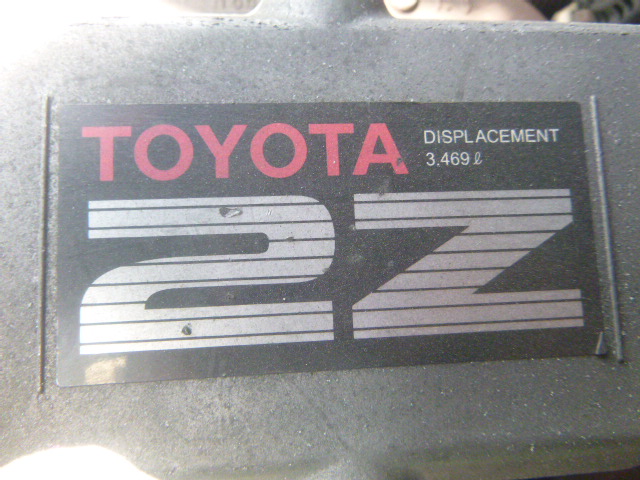 TOYOTA
DISPLACEMENT
3.469ℓ
2Z